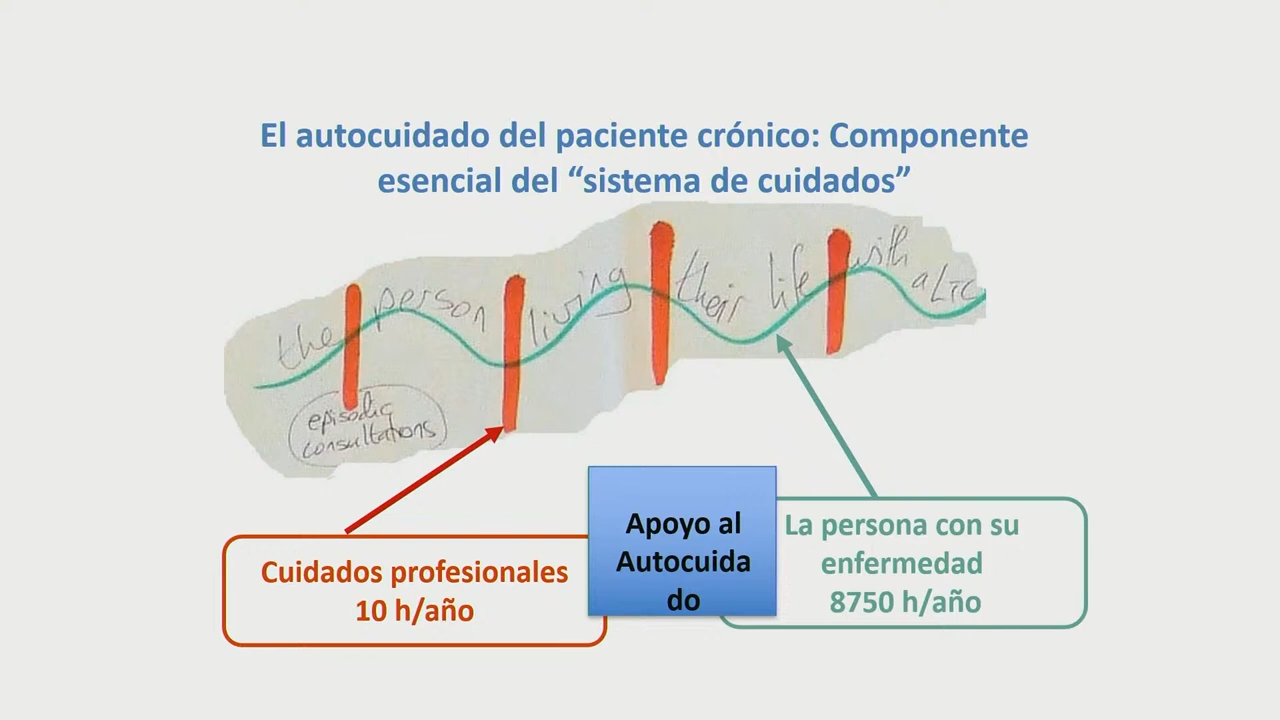 El autocuidado del paciente crónico: Componente
esencial del “sistema de cuidados”
the person living their life with a LTC
episodic
consultations
Cuidados profesionales
10 h/año
Apoyo al
Autocuida
do
La persona con su
enfermedad
8750 h/año